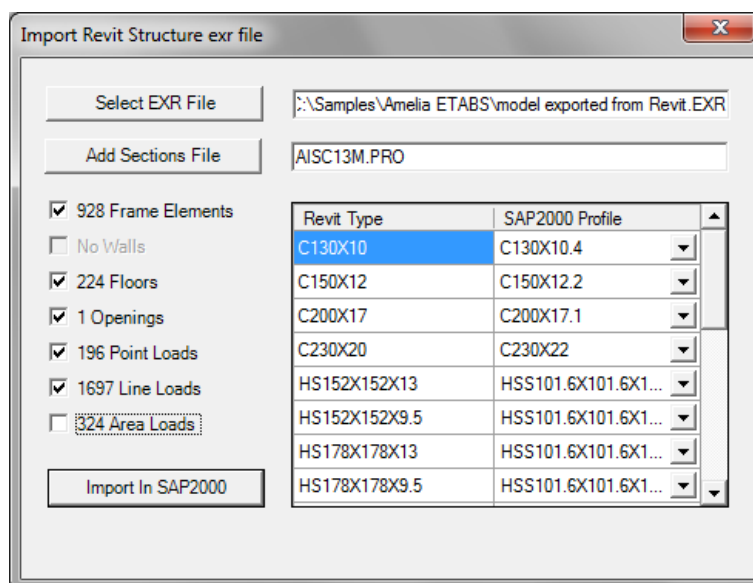 Import Revit Structure exr file
Select EXR File
:\Samples\Amelia ETABS\model exported from Revit.EXR
Add Sections File
AISC13M.PRO
928 Frame Elements
No Walls
224 Floors
1 Openings
196 Point Loads
1697 Line Loads
324 Area Loads
Import In SAP2000
Revit Type SAP2000 Profile
C130X10 C130X10.4
C150X12 C150X12.2
C200X17 C200X17.1
C230X20 C230X22
HS152X152X13 HSS101.6X101.6X1...
HS152X152X9.5 HSS101.6X101.6X1...
HS178X178X13 HSS101.6X101.6X1...
HS178X178X9.5 HSS101.6X101.6X1...